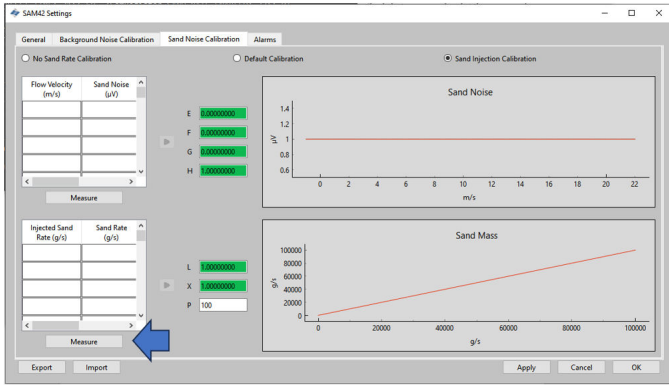 SAM42 Settings
General Background Noise Calibration Sand Noise Calibration Alarms
No Sand Rate Calibration Default Calibration Sand Injection Calibration
Flow Velocity (m/s) Sand Noise (μV)
E 0.00000000
F 0.00000000
G 0.00000000
H 1.00000000
Measure
Sand Noise
μV
1.4
1.2
1
0.8
0.6
0 2 4 6 8 10 12 14 16 18 20 22
m/s
Injected Sand Rate (g/s) Sand Rate (g/s)
L 1.00000000
X 1.00000000
P 100
Measure
Sand Mass
g/s
100000
80000
60000
40000
20000
0
0 20000 40000 60000 80000 100000
g/s
Export Import Apply Cancel OK